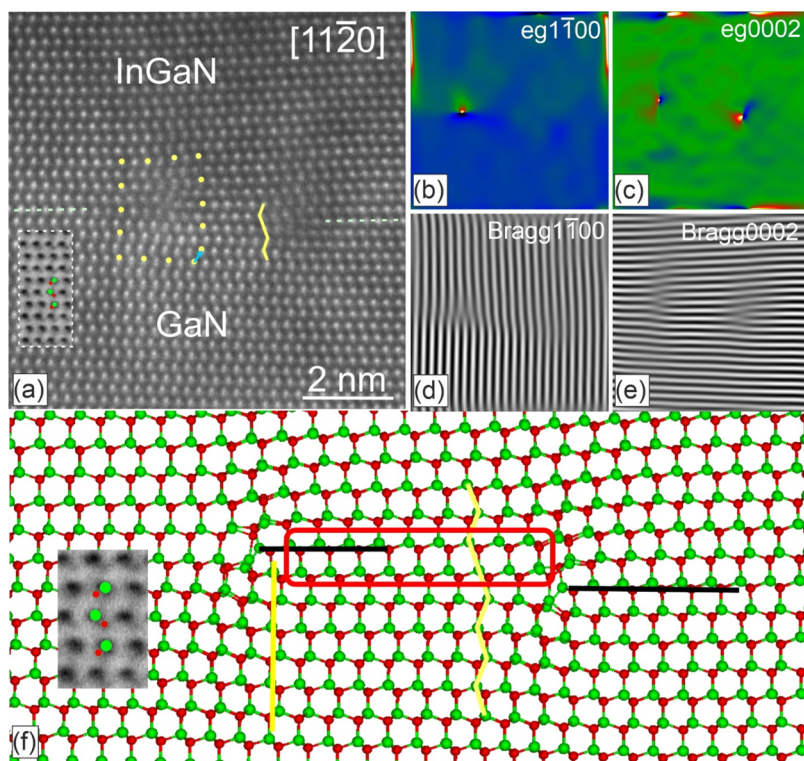 [112̄0]
InGaN
GaN
2 nm
(a)
eg11̄00
(b)
eg0002
(c)
Bragg11̄00
(d)
Bragg0002
(e)
(f)